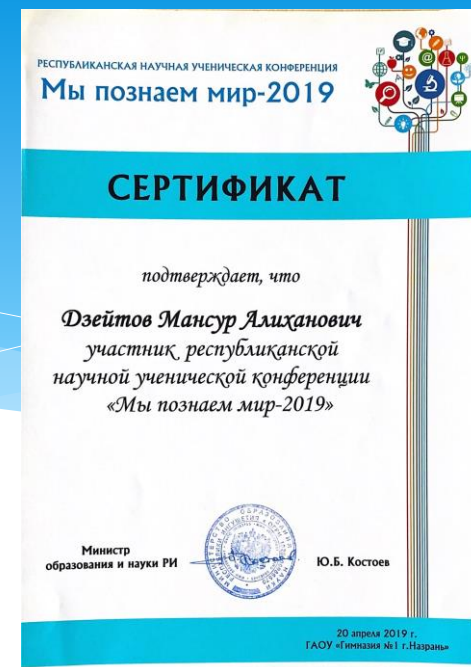 РЕСПУБЛИКАНСКАЯ НАУЧНАЯ УЧЕНИЧЕСКАЯ КОНФЕРЕНЦИЯ
Мы познаем мир-2019
СЕРТИФИКАТ
подтверждает, что
Дзейтов Мансур Алиханович
участник республиканской
научной ученической конференции
«Мы познаем мир-2019»
Министр
образования и науки РИ
Ю.Б. Костоев
20 апреля 2019 г.
ГАОУ «Гимназия №1 г.Назрань»